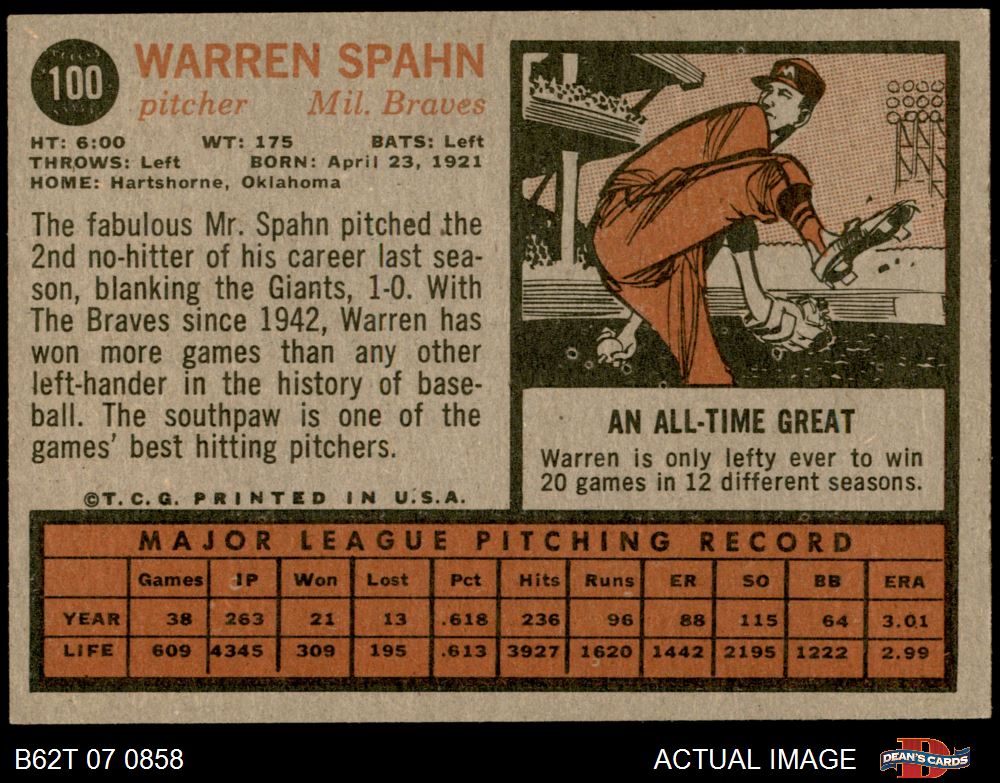 100
WARREN SPAHN
pitcher Mil. Braves
HT: 6:00 WT: 175 BATS: Left
THROWS: Left BORN: April 23, 1921
HOME: Hartshorne, Oklahoma
The fabulous Mr. Spahn pitched the
2nd no-hitter of his career last sea-
son, blanking the Giants, 1-0. With
The Braves since 1942, Warren has
won more games than any other
left-hander in the history of base-
ball. The southpaw is one of the
games' best hitting pitchers.
©T.C.G. PRINTED IN U.S.A.
M
AN ALL-TIME GREAT
Warren is only lefty ever to win
20 games in 12 different seasons.
MAJOR LEAGUE PITCHING RECORD
Games IP Won Lost Pct Hits Runs ER SO BB ERA
YEAR 38 263 21 13 .618 236 96 88 115 64 3.01
LIFE 609 4345 309 195 .613 3927 1620 1442 2195 1222 2.99
B62T 07 0858 ACTUAL IMAGE D DEAN'S CARDS